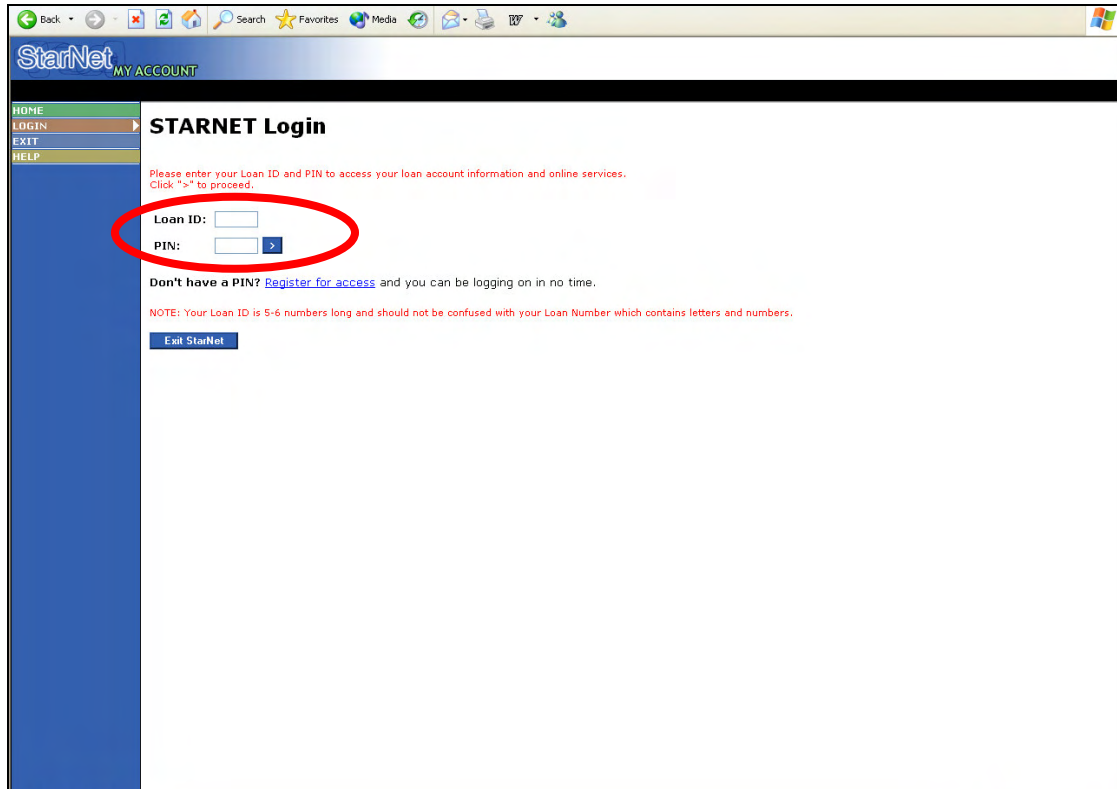 Back Search Favorites Media W
StarNet MY ACCOUNT
HOME
LOGIN
EXIT
HELP
STARNET Login
Please enter your Loan ID and PIN to access your loan account information and online services.
Click ">" to proceed.
Loan ID:
PIN: >
Don't have a PIN? Register for access and you can be logging on in no time.
NOTE: Your Loan ID is 5-6 numbers long and should not be confused with your Loan Number which contains letters and numbers.
Exit StarNet